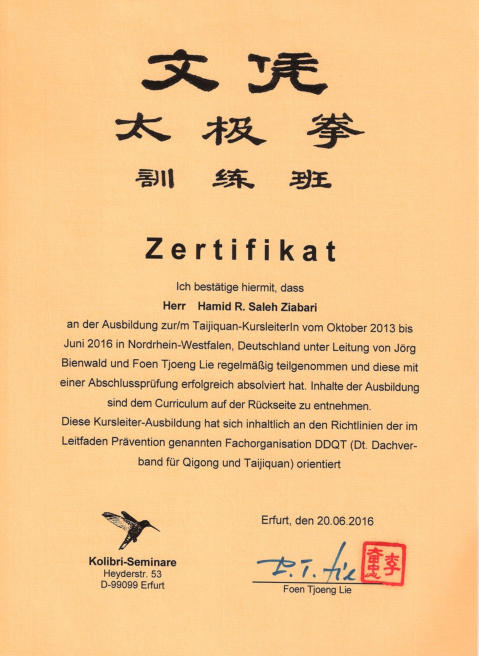 文凭
太极拳
訓练班
Zertifikat
Ich bestätige hiermit, dass
Herr Hamid R. Saleh Ziabari
an der Ausbildung zur/m Taijiquan-KursleiterIn vom Oktober 2013 bis
Juni 2016 in Nordrhein-Westfalen, Deutschland unter Leitung von Jörg
Bienwald und Foen Tjoeng Lie regelmäßig teilgenommen und diese mit
einer Abschlussprüfung erfolgreich absolviert hat. Inhalte der Ausbildung
sind dem Curriculum auf der Rückseite zu entnehmen.
Diese Kursleiter-Ausbildung hat sich inhaltlich an den Richtlinien der im
Leitfaden Prävention genannten Fachorganisation DDQT (Dt. Dachver-
band für Qigong und Taijiquan) orientiert
Erfurt, den 20.06.2016
Kolibri-Seminare
Heyderstr. 53
D-99099 Erfurt
F.T. Lie
Foen Tjoeng Lie